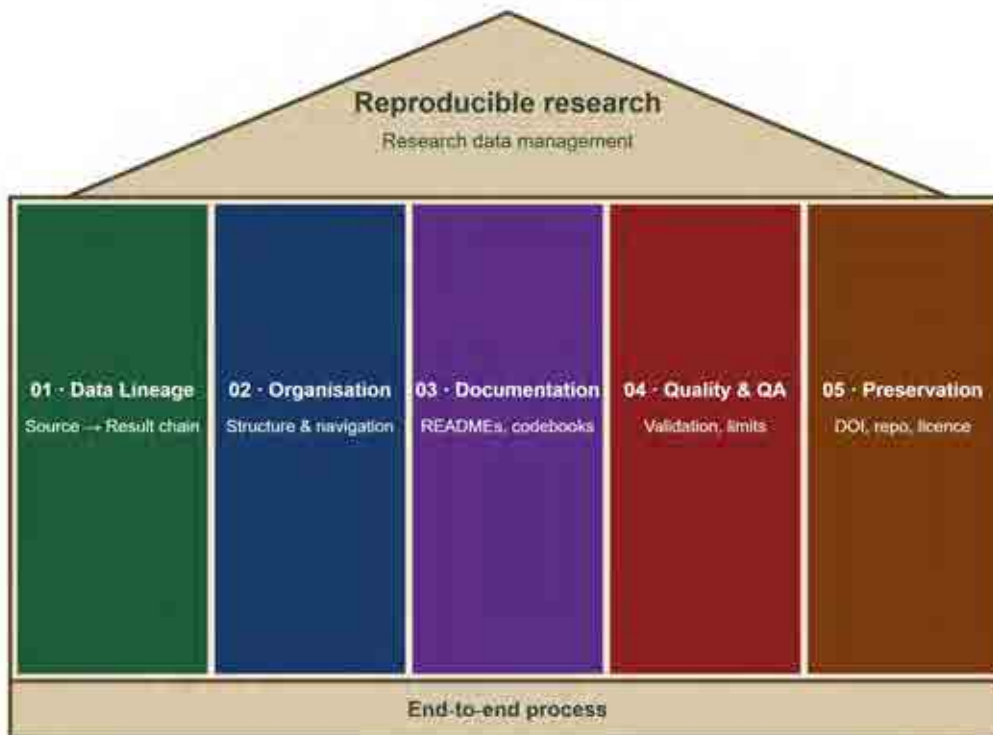 Reproducible research
Research data management
01 · Data Lineage
Source → Result chain
02 · Organisation
Structure & navigation
03 · Documentation
READMEs, codebooks
04 · Quality & QA
Validation, limits
05 · Preservation
DOI, repo, licence
End-to-end process